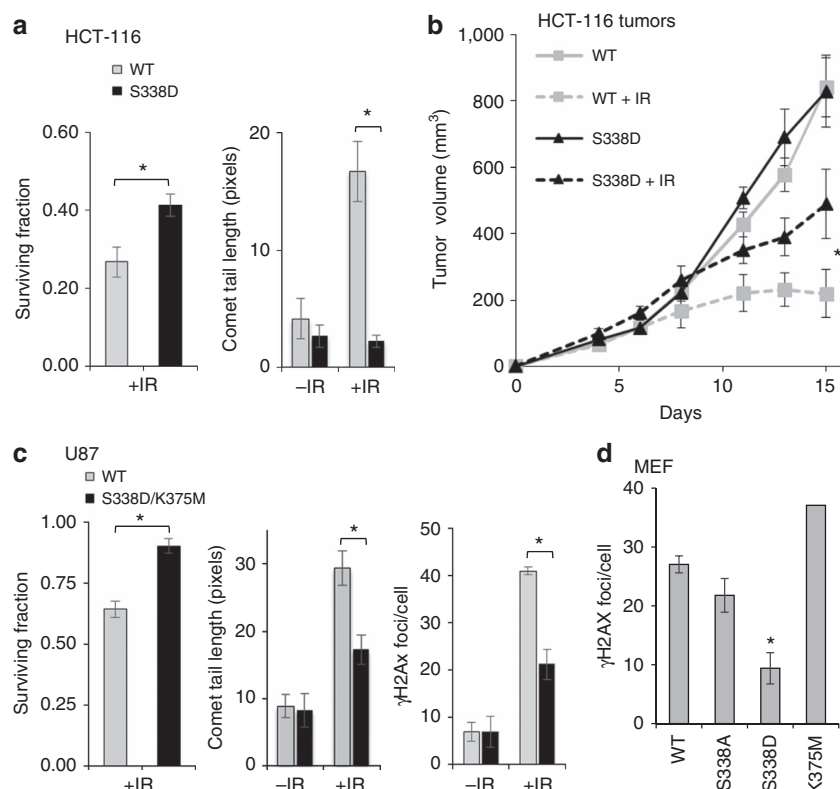 a
HCT-116
WT
S338D
Surviving fraction
0.60
0.40
0.20
0.00
*
+IR
Comet tail length (pixels)
20
10
0
*
–IR +IR
b
HCT-116 tumors
WT
WT + IR
S338D
S338D + IR
Tumor volume (mm³)
1,000
800
600
400
200
0
*
0 5 10 15
Days
c
U87
WT
S338D/K375M
Surviving fraction
1.00
0.75
0.50
0.25
0.00
*
+IR
Comet tail length (pixels)
30
20
10
0
*
–IR +IR
γH2Ax foci/cell
50
40
30
20
10
0
*
–IR +IR
d
MEF
γH2AX foci/cell
40
30
20
10
0
*
WT
S338A
S338D
K375M